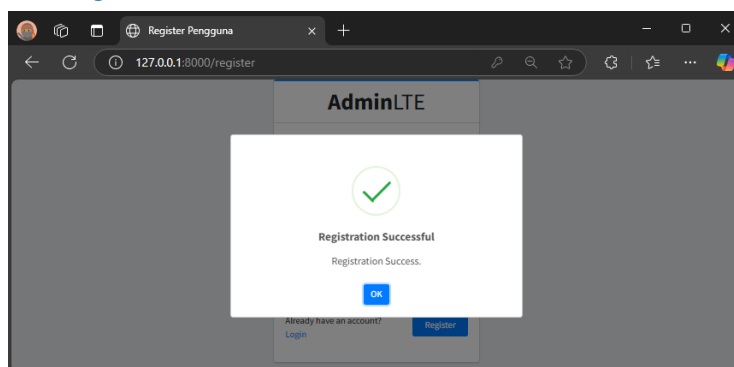 Register Pengguna
127.0.0.1:8000/register
AdminLTE
Registration Successful
Registration Success.
OK
Already have an account?
Login
Register